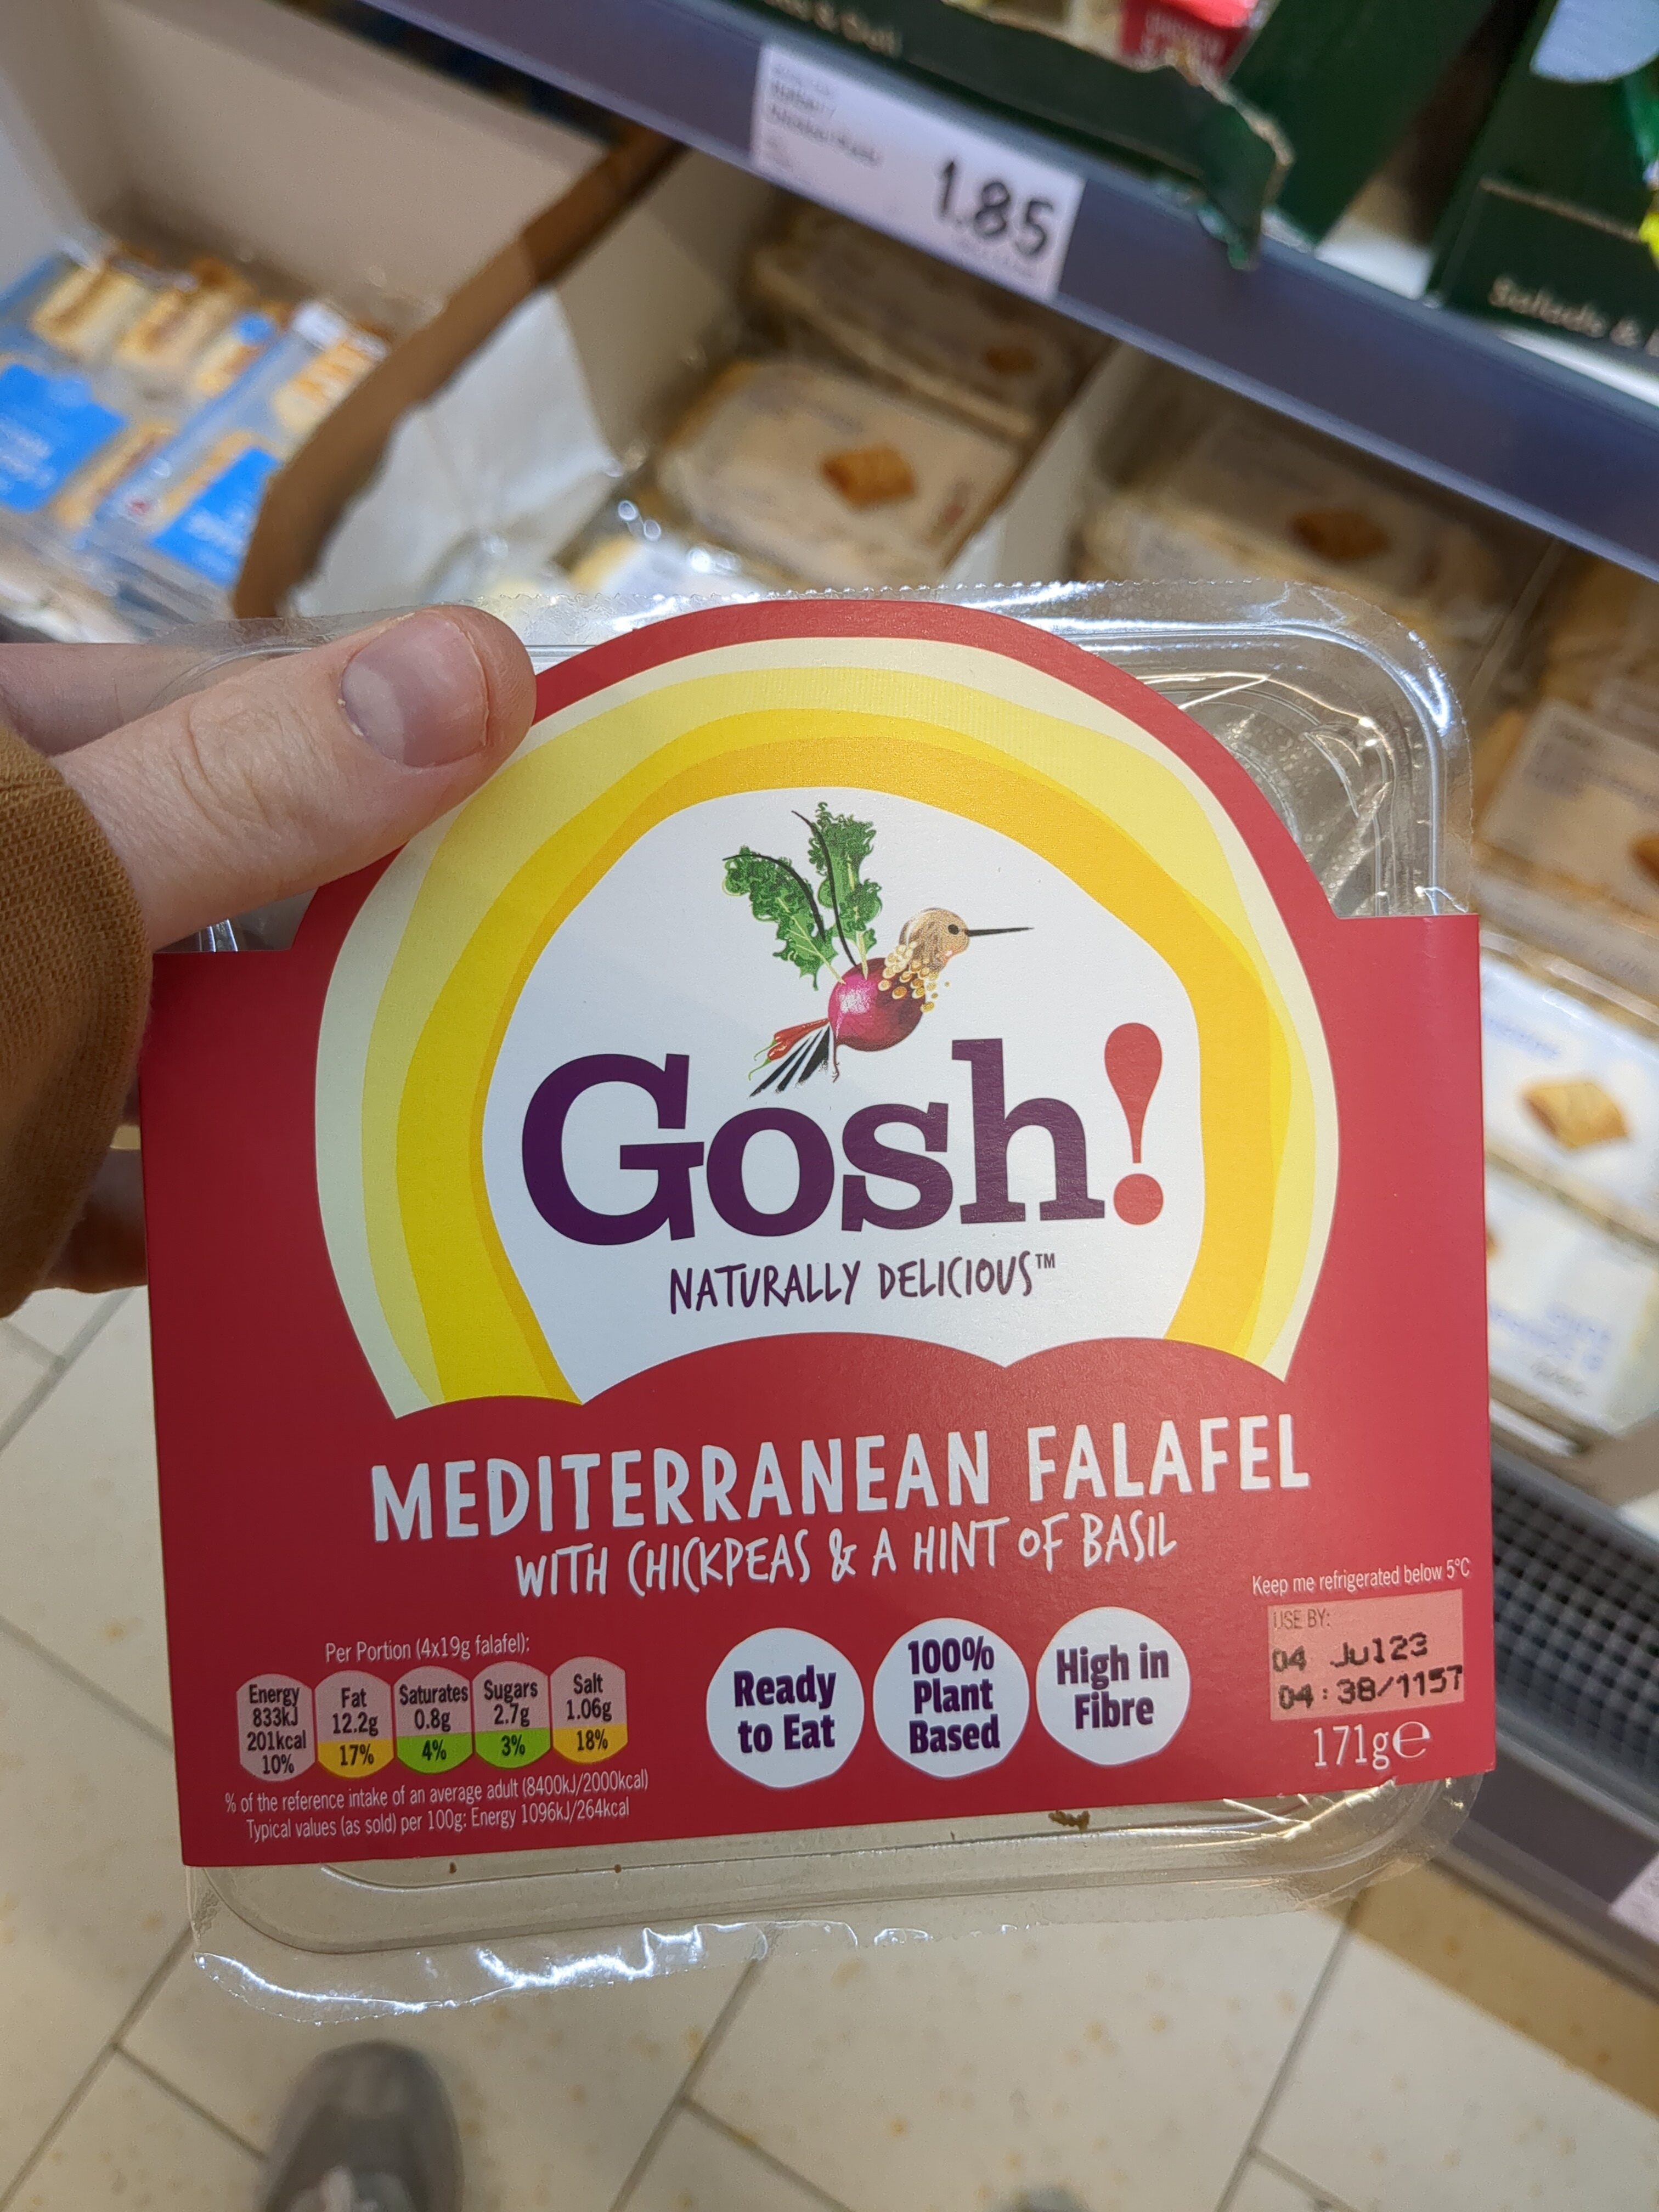 1.85
Salads &
Gosh!
NATURALLY DELICIOUS™
MEDITERRANEAN FALAFEL
WITH CHICKPEAS & A HINT OF BASIL
Keep me refrigerated below 5°C
USE BY:
04 Jul23
04:38/1157
171g℮
Per Portion (4x19g falafel):
Energy
833kJ
201kcal
10%
Fat
12.2g
17%
Saturates
0.8g
4%
Sugars
2.7g
3%
Salt
1.06g
18%
Ready
to Eat
100%
Plant
Based
High in
Fibre
% of the reference intake of an average adult (8400kJ/2000kcal)
Typical values (as sold) per 100g: Energy 1096kJ/264kcal